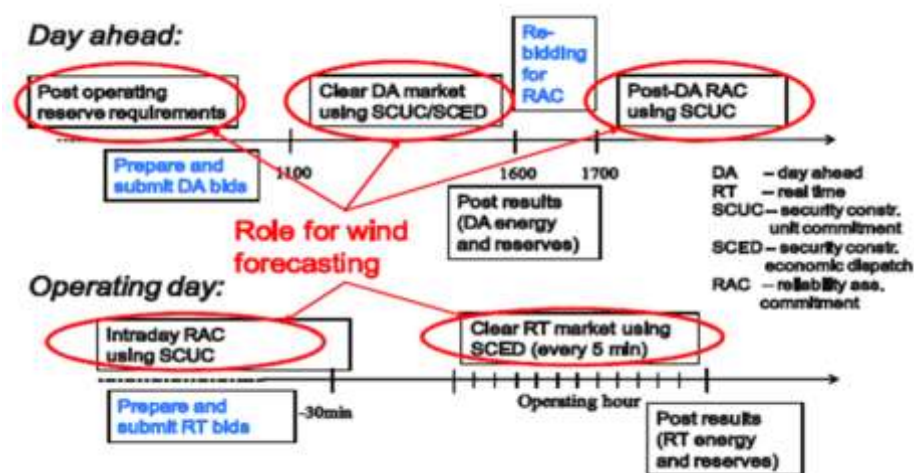 Day ahead:
Post operating
reserve requirements
Clear DA market
using SCUC/SCED
Re-
bidding
for
RAC
Post-DA RAC
using SCUC
Prepare and
submit DA bids
1100
1600
1700
Post results
(DA energy
and reserves)
DA – day ahead
RT – real time
SCUC – security constr.
unit commitment
SCED – security constr.
economic dispatch
RAC – reliability ass.
commitment
Role for wind
forecasting
Operating day:
Intraday RAC
using SCUC
Clear RT market using
SCED (every 5 min)
Prepare and
submit RT bids
-30min
Operating hour
Post results
(RT energy
and reserves)